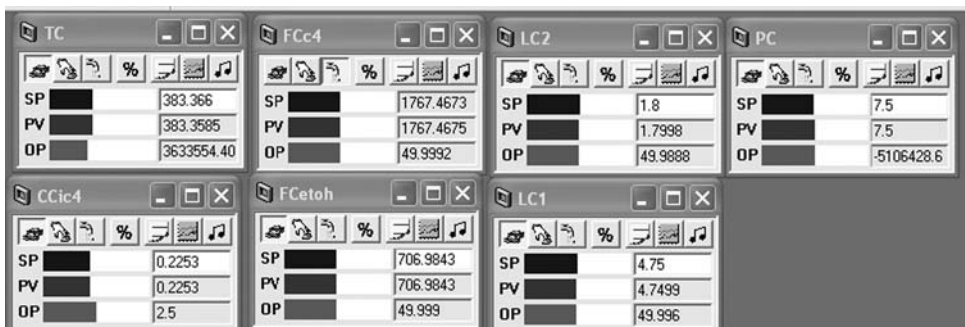 TC
%
SP 383.366
PV 383.3585
OP 3633554.40
FCc4
%
SP 1767.4673
PV 1767.4675
OP 49.9992
LC2
%
SP 1.8
PV 1.7998
OP 49.9888
PC
%
SP 7.5
PV 7.5
OP -5106428.6
CCic4
%
SP 0.2253
PV 0.2253
OP 2.5
FCetoh
%
SP 706.9843
PV 706.9843
OP 49.999
LC1
%
SP 4.75
PV 4.7499
OP 49.996